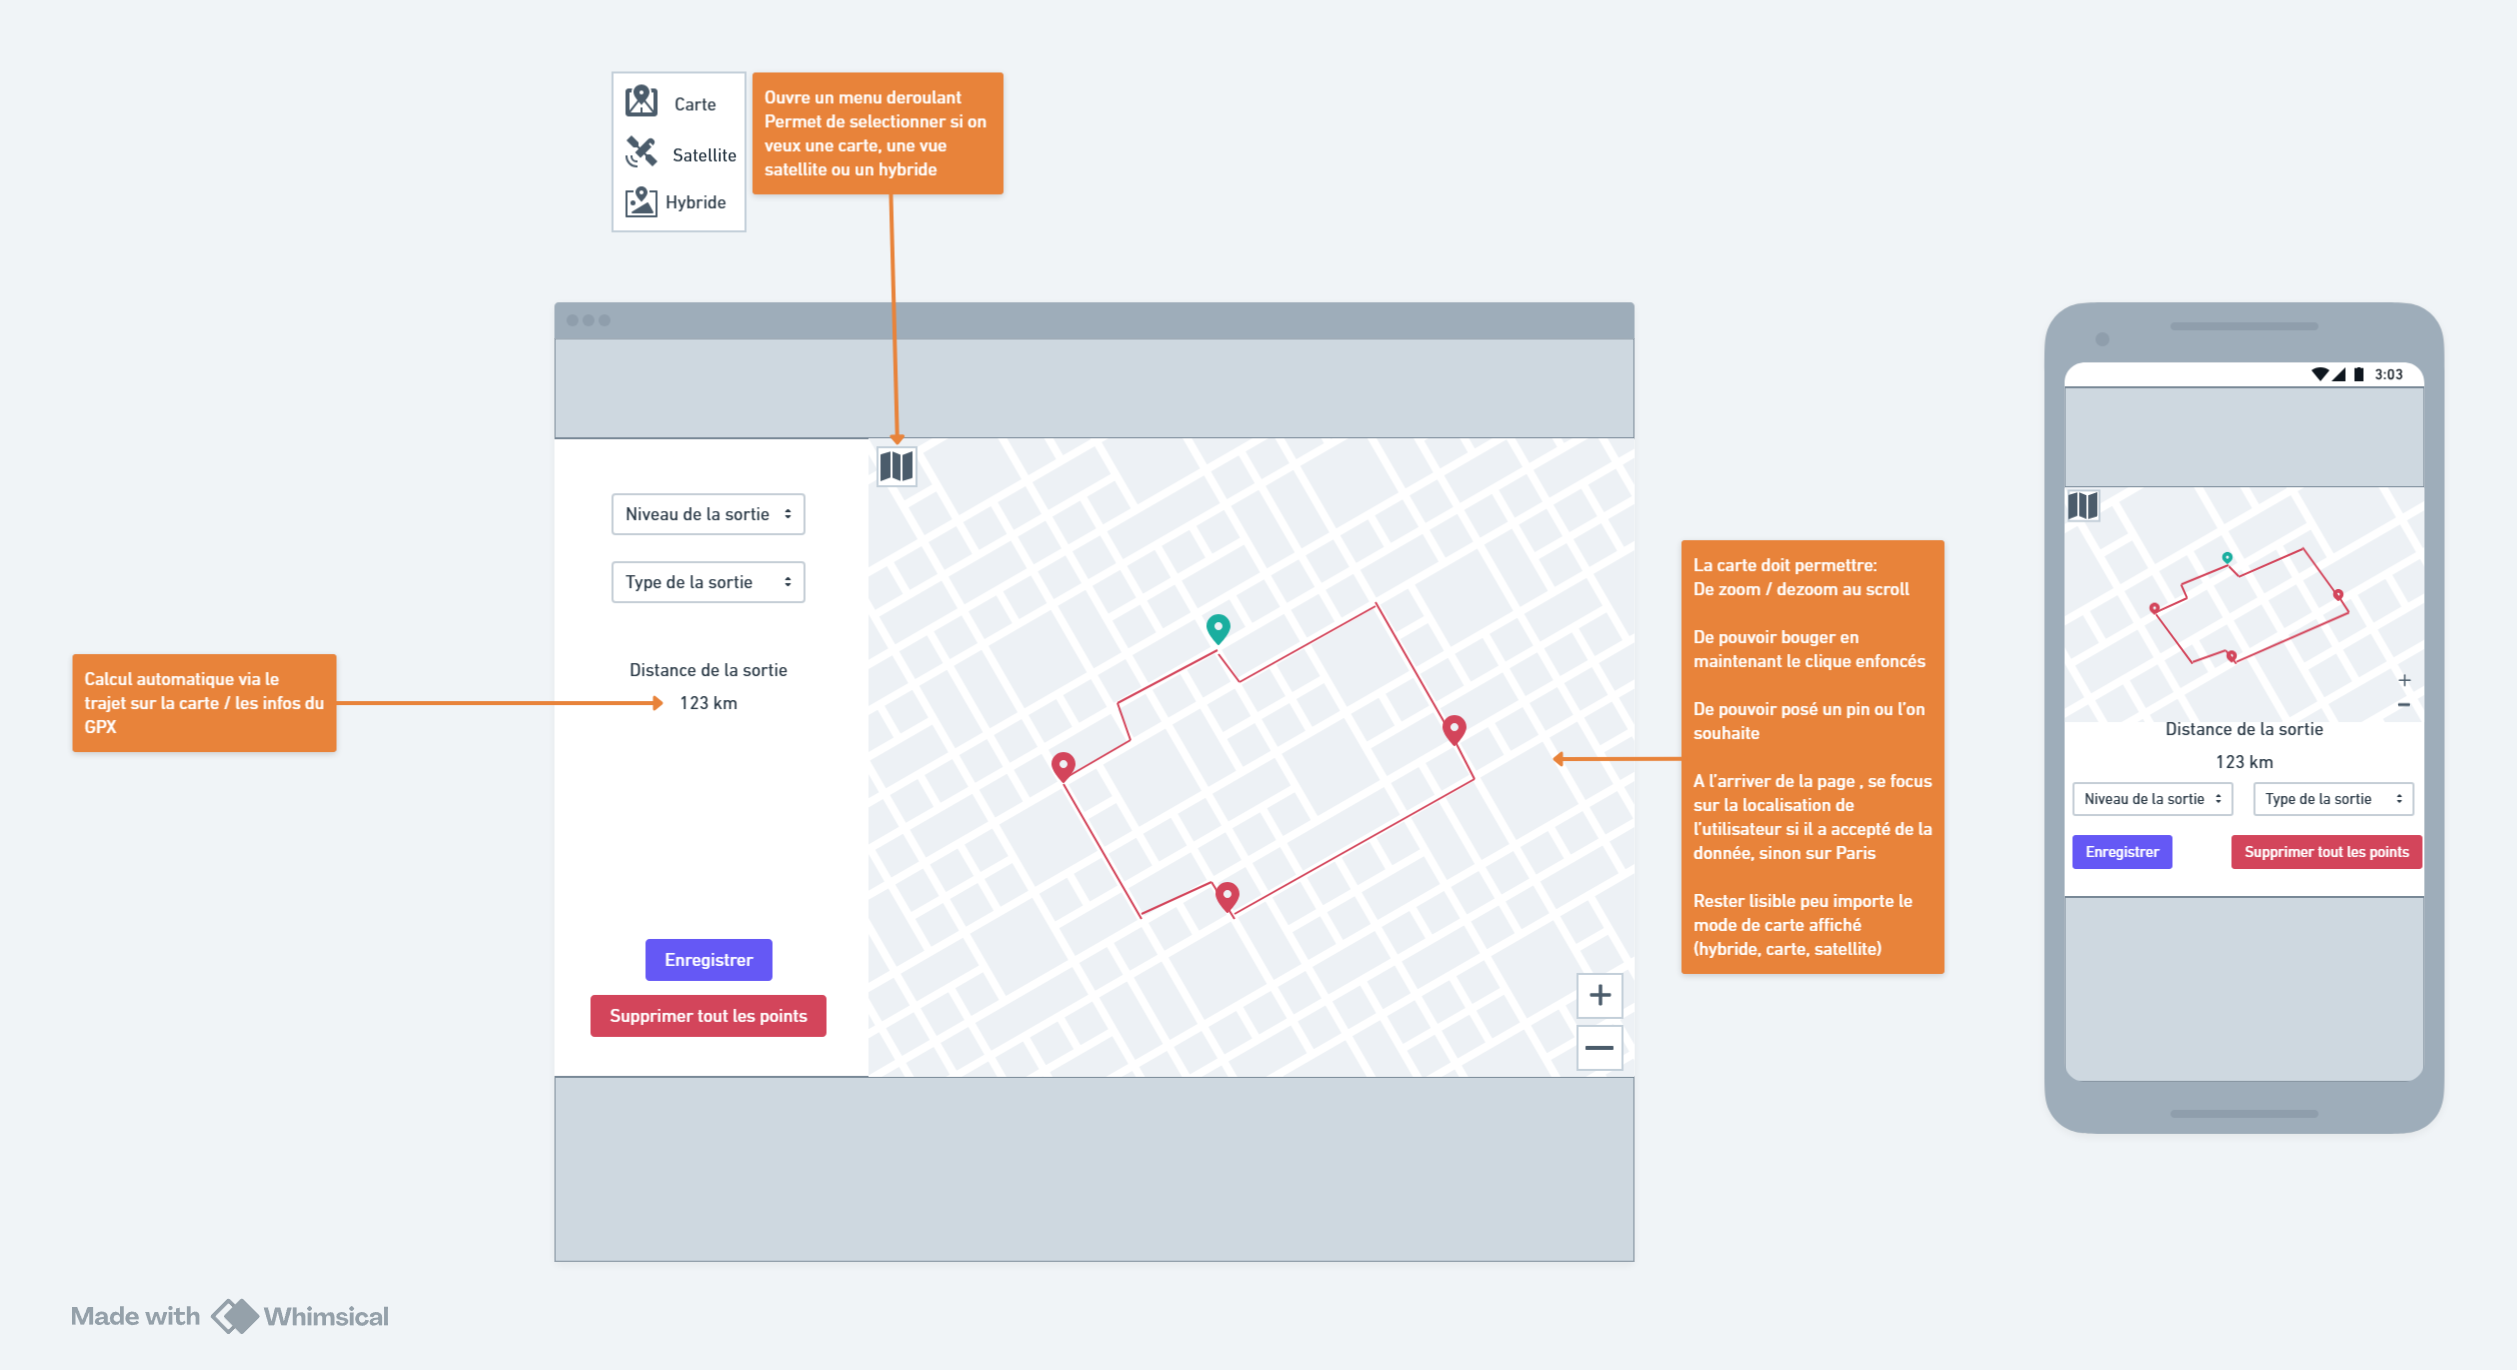 Carte
Satellite
Hybride
Ouvre un menu deroulant
Permet de selectionner si on
veux une carte, une vue
satellite ou un hybride
Niveau de la sortie
Type de la sortie
Distance de la sortie
123 km
Calcul automatique via le
trajet sur la carte / les infos du
GPX
Enregistrer
Supprimer tout les points
La carte doit permettre:
De zoom / dezoom au scroll
De pouvoir bouger en
maintenant le clique enfoncés
De pouvoir posé un pin ou l'on
souhaite
A l'arriver de la page , se focus
sur la localisation de
l'utilisateur si il a accepté de la
donnée, sinon sur Paris
Rester lisible peu importe le
mode de carte affiché
(hybride, carte, satellite)
3:03
Distance de la sortie
123 km
Niveau de la sortie
Type de la sortie
Enregistrer
Supprimer tout les points
Made with Whimsical